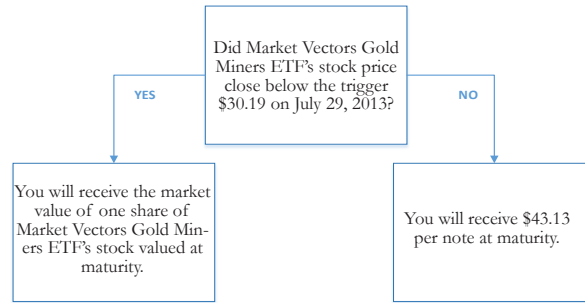 Did Market Vectors Gold
Miners ETF's stock price
close below the trigger
$30.19 on July 29, 2013?
YES
NO
You will receive the market
value of one share of
Market Vectors Gold Min-
ers ETF's stock valued at
maturity.
You will receive $43.13
per note at maturity.